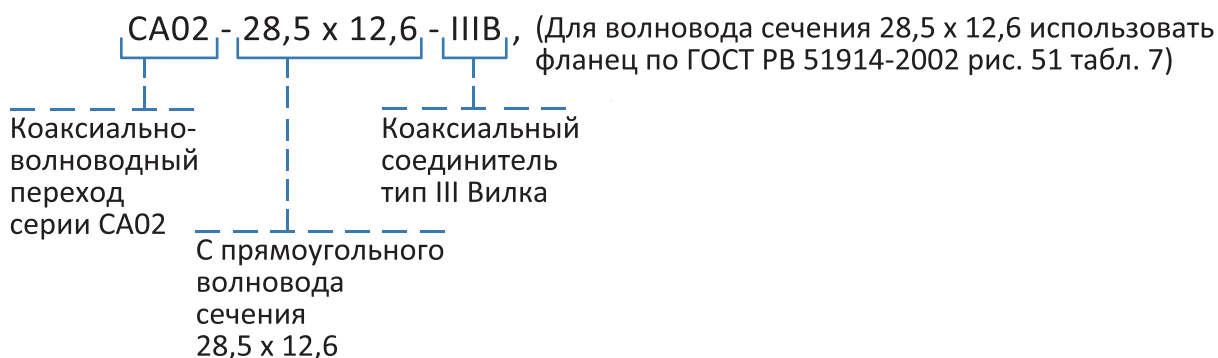 СА02 - 28,5 х 12,6 - IIIВ, (Для волновода сечения 28,5 х 12,6 использовать
фланец по ГОСТ РВ 51914-2002 рис. 51 табл. 7)
Коаксиально-
волноводный
переход
серии СА02
Коаксиальный
соединитель
тип III Вилка
С прямоугольного
волновода
сечения
28,5 х 12,6